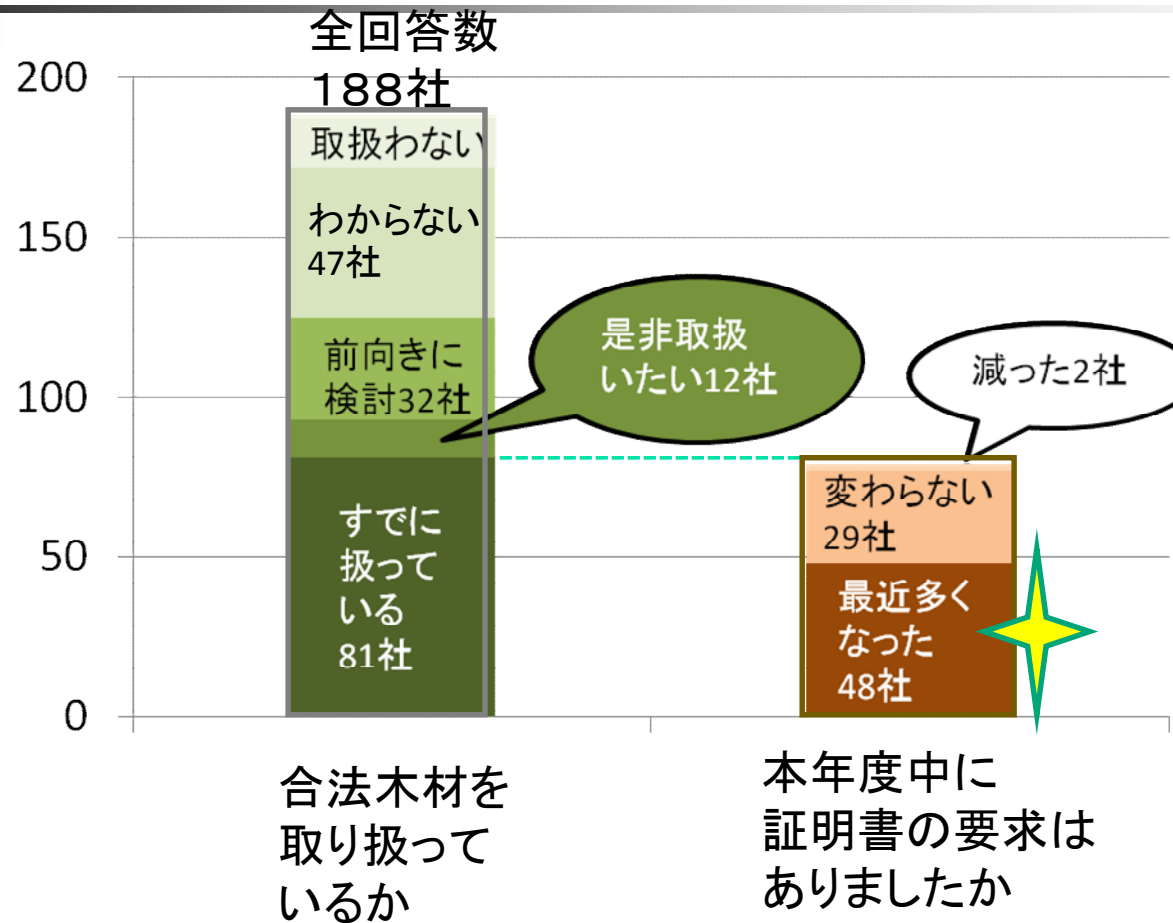 全回答数
188社
200
150
100
50
0
取扱わない
わからない
47社
前向きに
検討32社
すでに
扱って
いる
81社
是非取扱
いたい12社
減った2社
変わらない
29社
最近多く
なった
48社
合法木材を
取り扱って
いるか
本年度中に
証明書の要求は
ありましたか